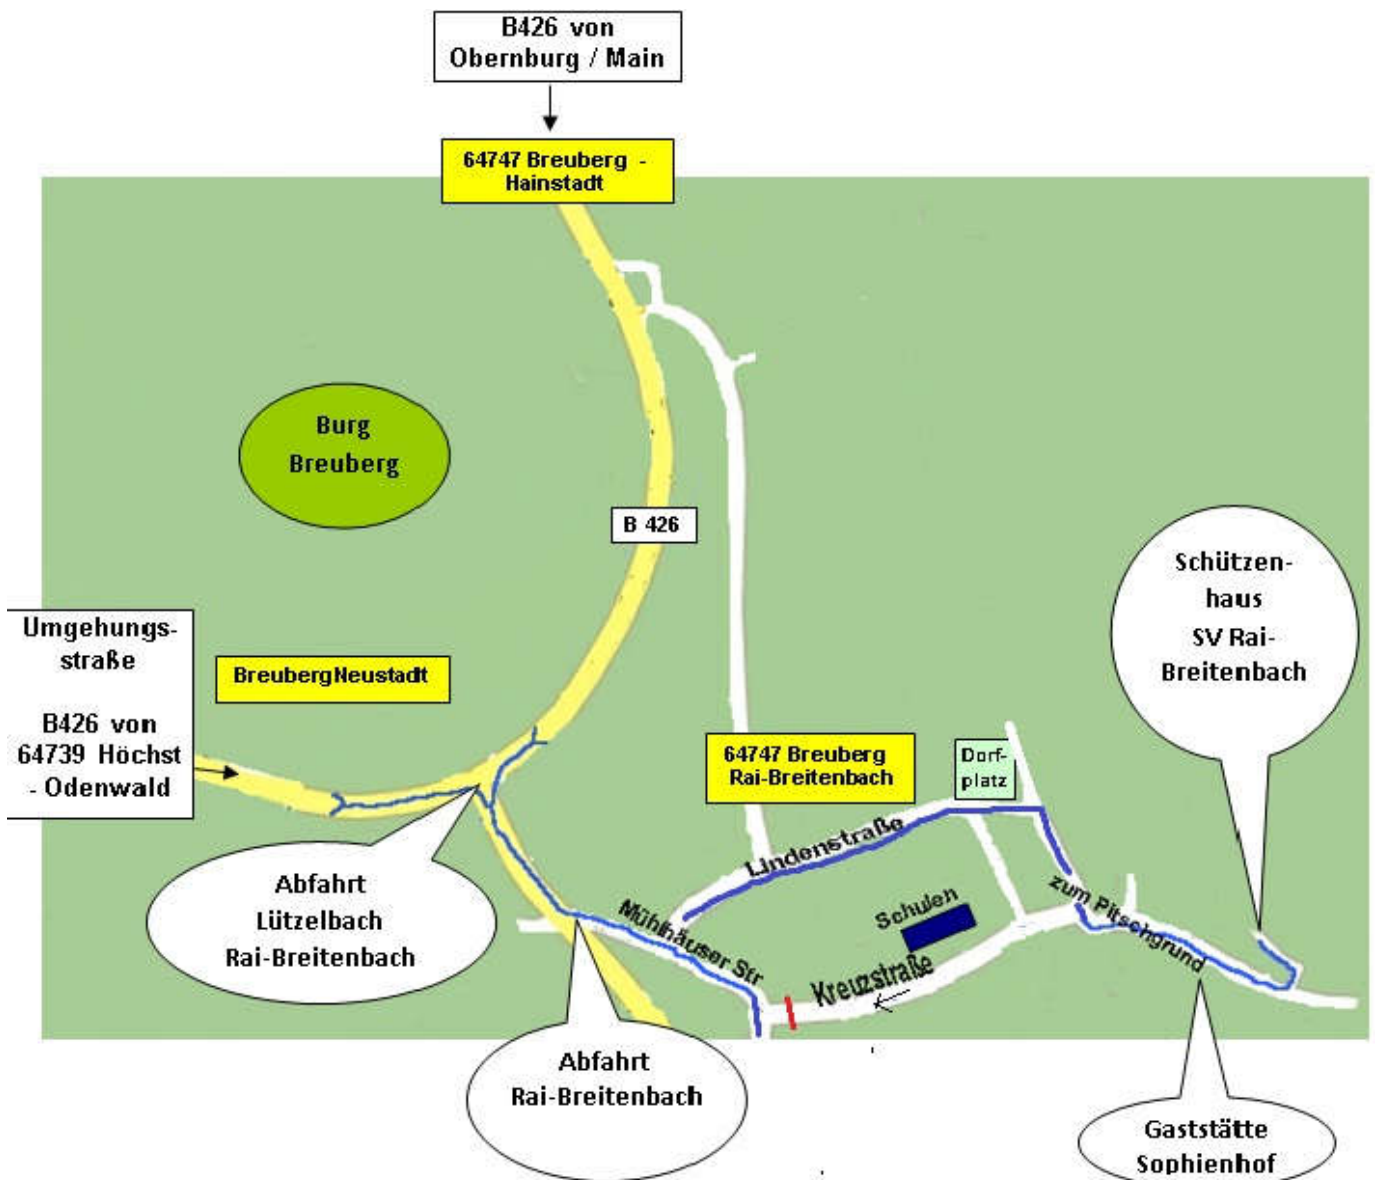 B426 von
Obernburg / Main
64747 Breuberg -
Hainstadt
Burg
Breuberg
B 426
Schützen-
haus
SV Rai-
Breitenbach
Umgehungs-
straße
B426 von
64739 Höchst
- Odenwald
BreubergNeustadt
64747 Breuberg
Rai-Breitenbach
Dorf-
platz
Lindenstraße
Schulen
zum Pitschgrund
Mühlhäuser Str
Kreuzstraße
Abfahrt
Lützelbach
Rai-Breitenbach
Abfahrt
Rai-Breitenbach
Gaststätte
Sophienhof